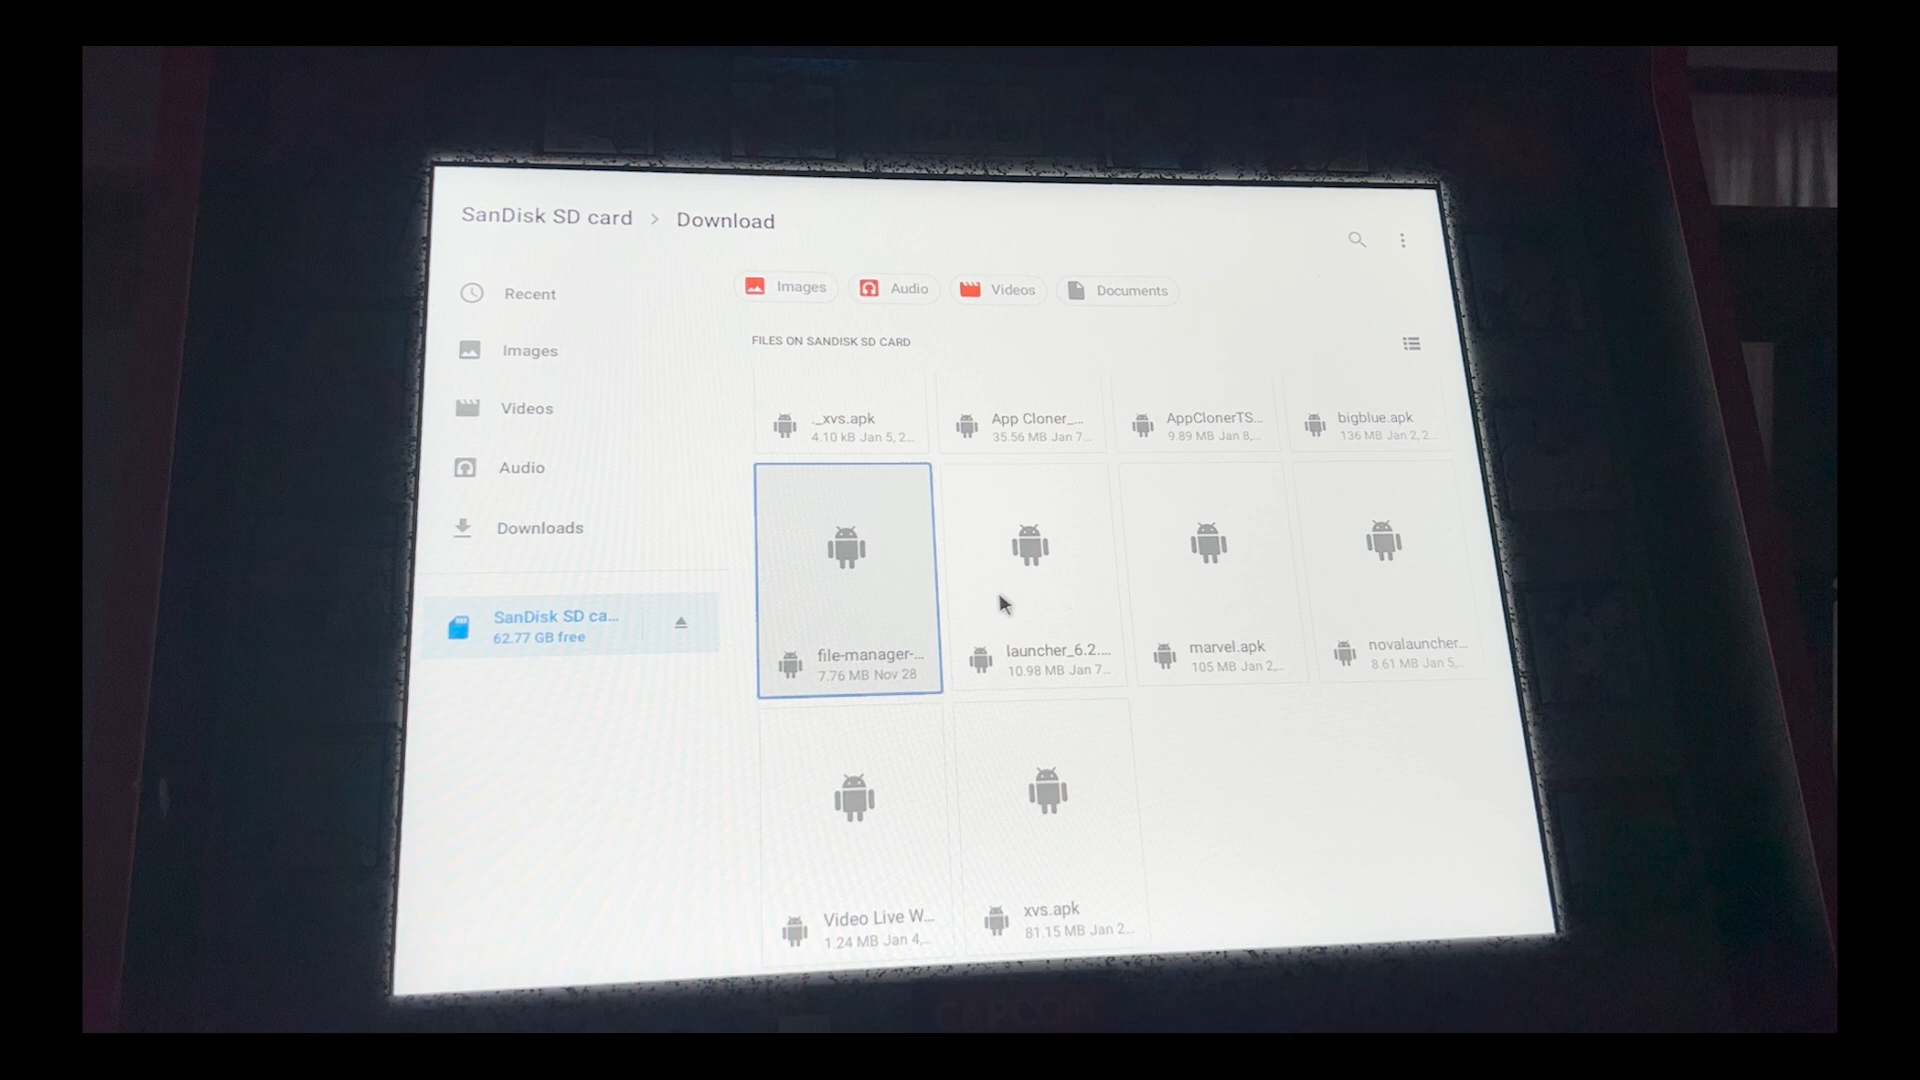 SanDisk SD card > Download
Recent
Images
Videos
Audio
Downloads
SanDisk SD ca...
62.77 GB free
Images
Audio
Videos
Documents
FILES ON SANDISK SD CARD
._xvs.apk
4.10 kB Jan 5, 2...
App Cloner_...
35.56 MB Jan 7...
AppClonerTS...
9.89 MB Jan 8,...
bigblue.apk
136 MB Jan 2, 2...
file-manager-...
7.76 MB Nov 28
launcher_6.2....
10.98 MB Jan 7...
marvel.apk
105 MB Jan 2,...
novalauncher...
8.61 MB Jan 5,...
Video Live W...
1.24 MB Jan 4,...
xvs.apk
81.15 MB Jan 2...
CAPCOM